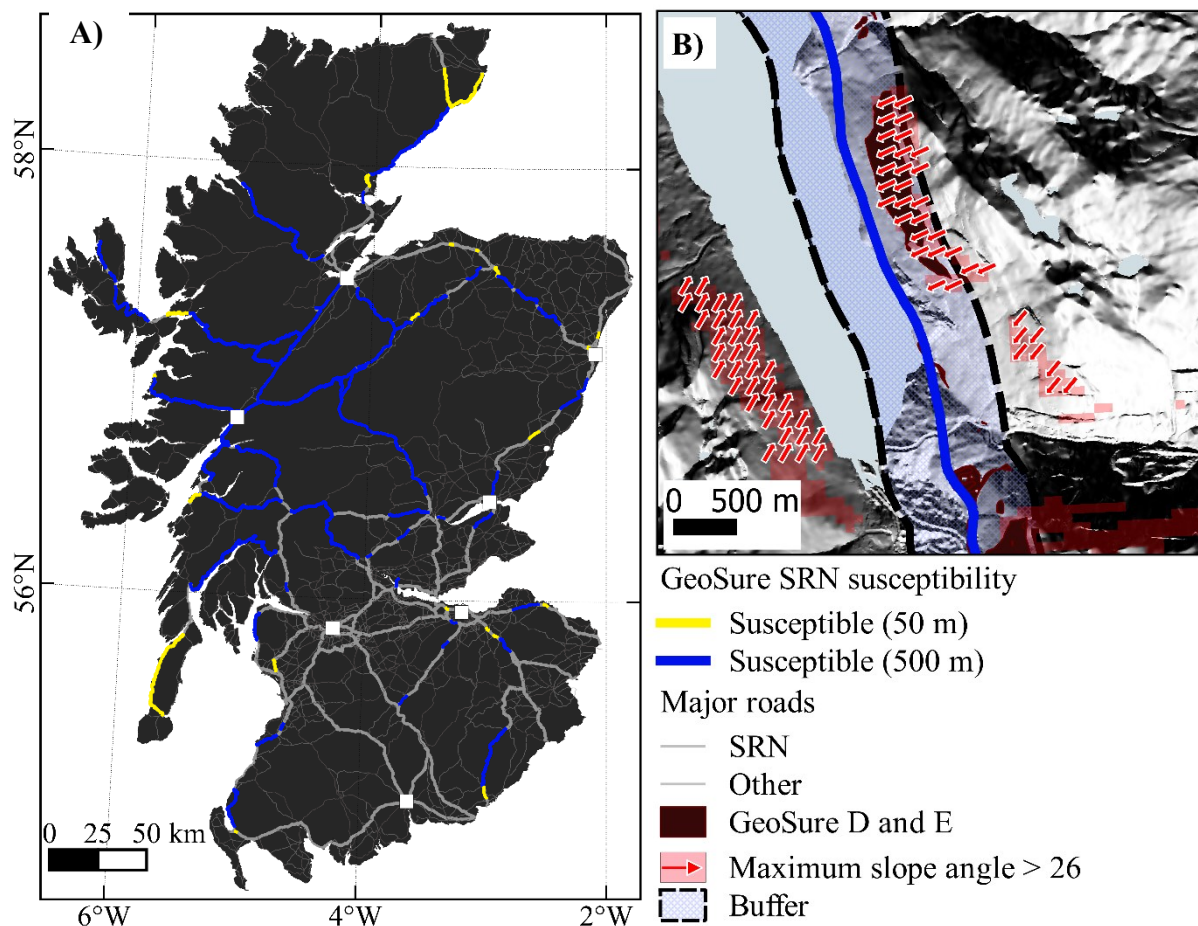 A)
58°N
56°N
0 25 50 km
6°W 4°W 2°W
B)
0 500 m
GeoSure SRN susceptibility
Susceptible (50 m)
Susceptible (500 m)
Major roads
SRN
Other
GeoSure D and E
Maximum slope angle > 26
Buffer